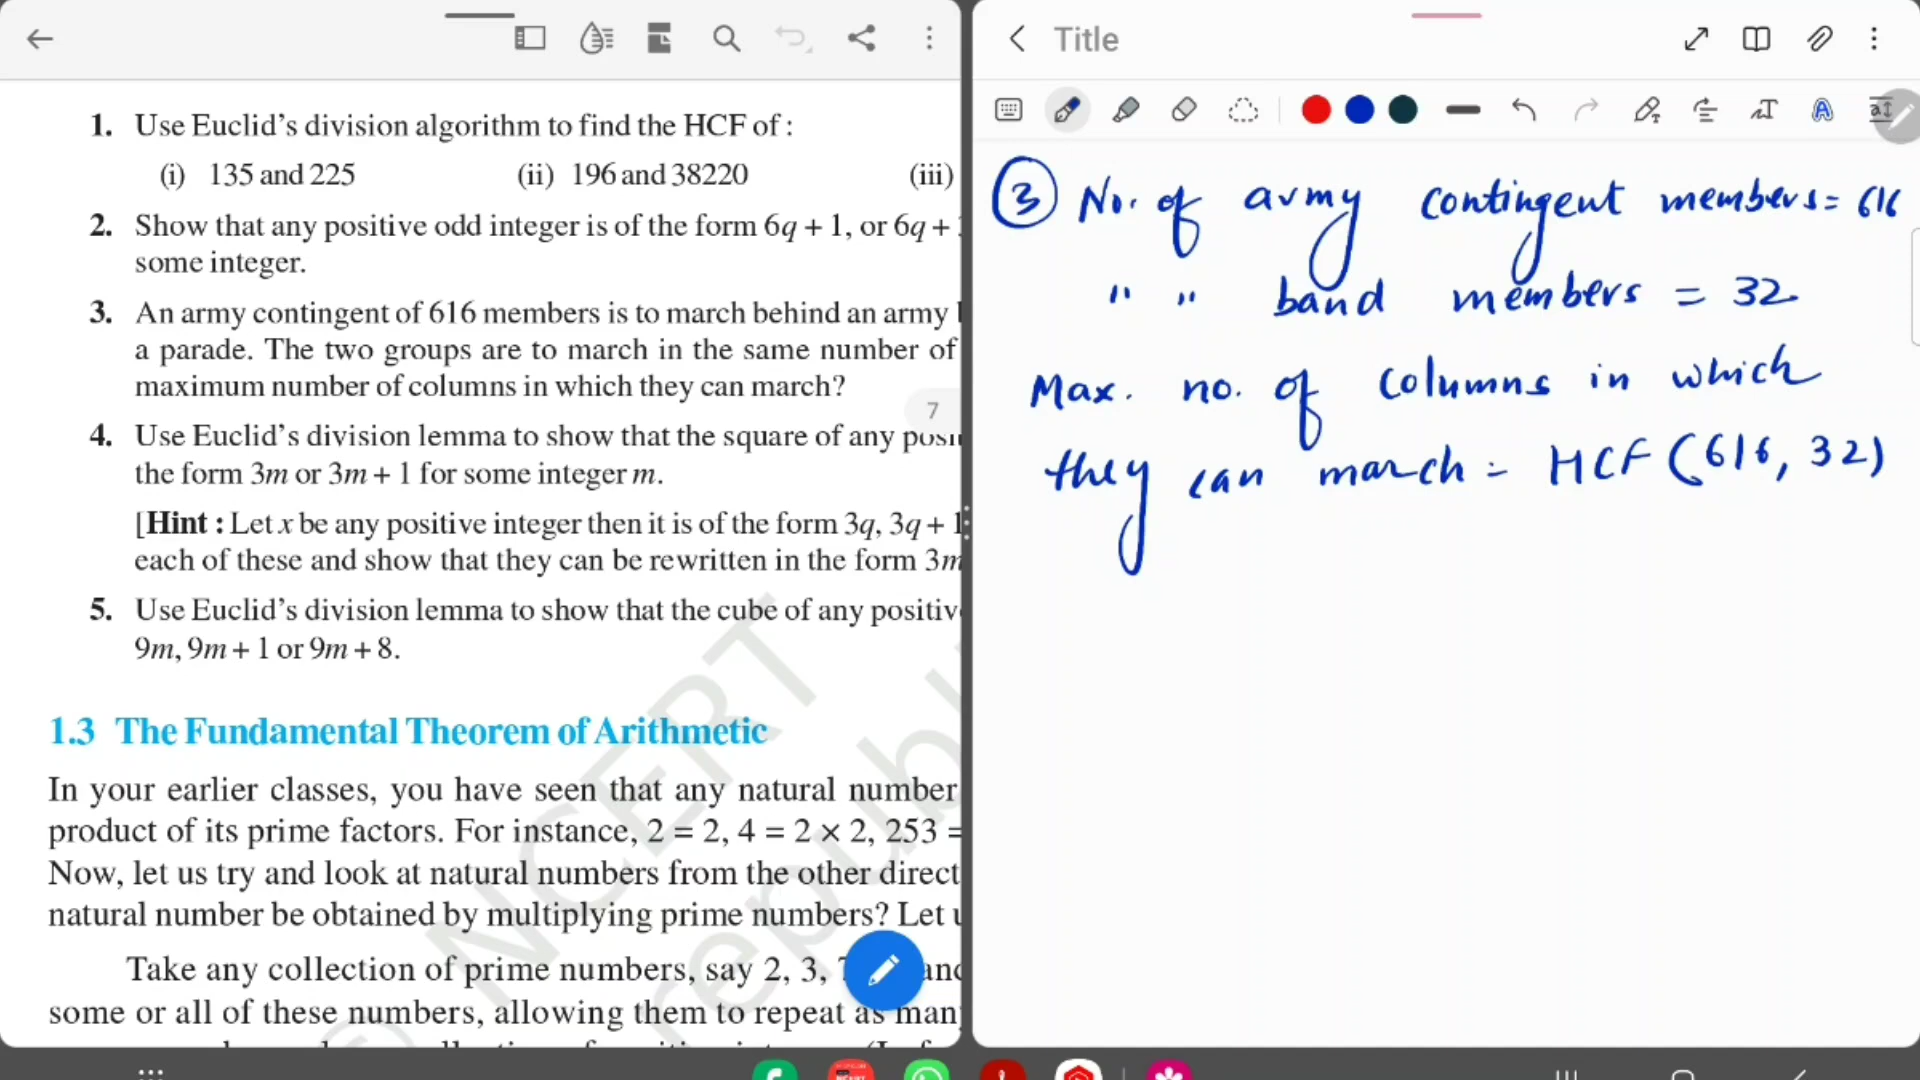 1. Use Euclid’s division algorithm to find the HCF of :
(i) 135 and 225 (ii) 196 and 38220 (iii)
2. Show that any positive odd integer is of the form 6q + 1, or 6q +
some integer.
3. An army contingent of 616 members is to march behind an army
a parade. The two groups are to march in the same number of
maximum number of columns in which they can march?
7
4. Use Euclid’s division lemma to show that the square of any
the form 3m or 3m + 1 for some integer m.
[Hint : Let x be any positive integer then it is of the form 3q, 3q + 1
each of these and show that they can be rewritten in the form 3m
5. Use Euclid’s division lemma to show that the cube of any positiv
9m, 9m + 1 or 9m + 8.
1.3 The Fundamental Theorem of Arithmetic
In your earlier classes, you have seen that any natural number
product of its prime factors. For instance, 2 = 2, 4 = 2 × 2, 253 =
Now, let us try and look at natural numbers from the other direct
natural number be obtained by multiplying prime numbers? Let
Take any collection of prime numbers, say 2, 3,
some or all of these numbers, allowing them to repeat as man
NCERT
republ
Title
3 No. of army contingent members = 616
" " band members = 32
Max. no. of columns in which
they can march = HCF (616, 32)